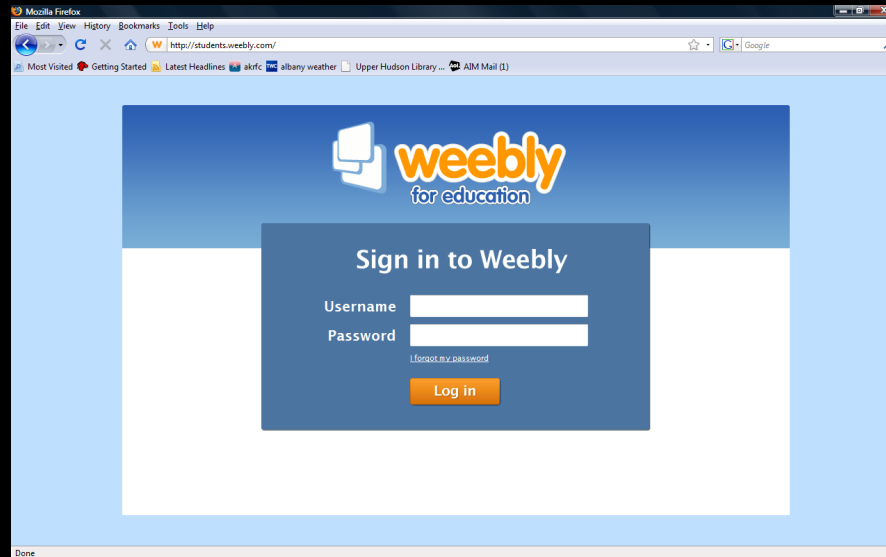 Mozilla Firefox
File Edit View History Bookmarks Tools Help
W http://students.weebly.com/ G Google
Most Visited Getting Started Latest Headlines akrfc TWC albany weather Upper Hudson Library ... Aol. AIM Mail (1)
weebly
for education
Sign in to Weebly
Username
Password
I forgot my password
Log in
Done